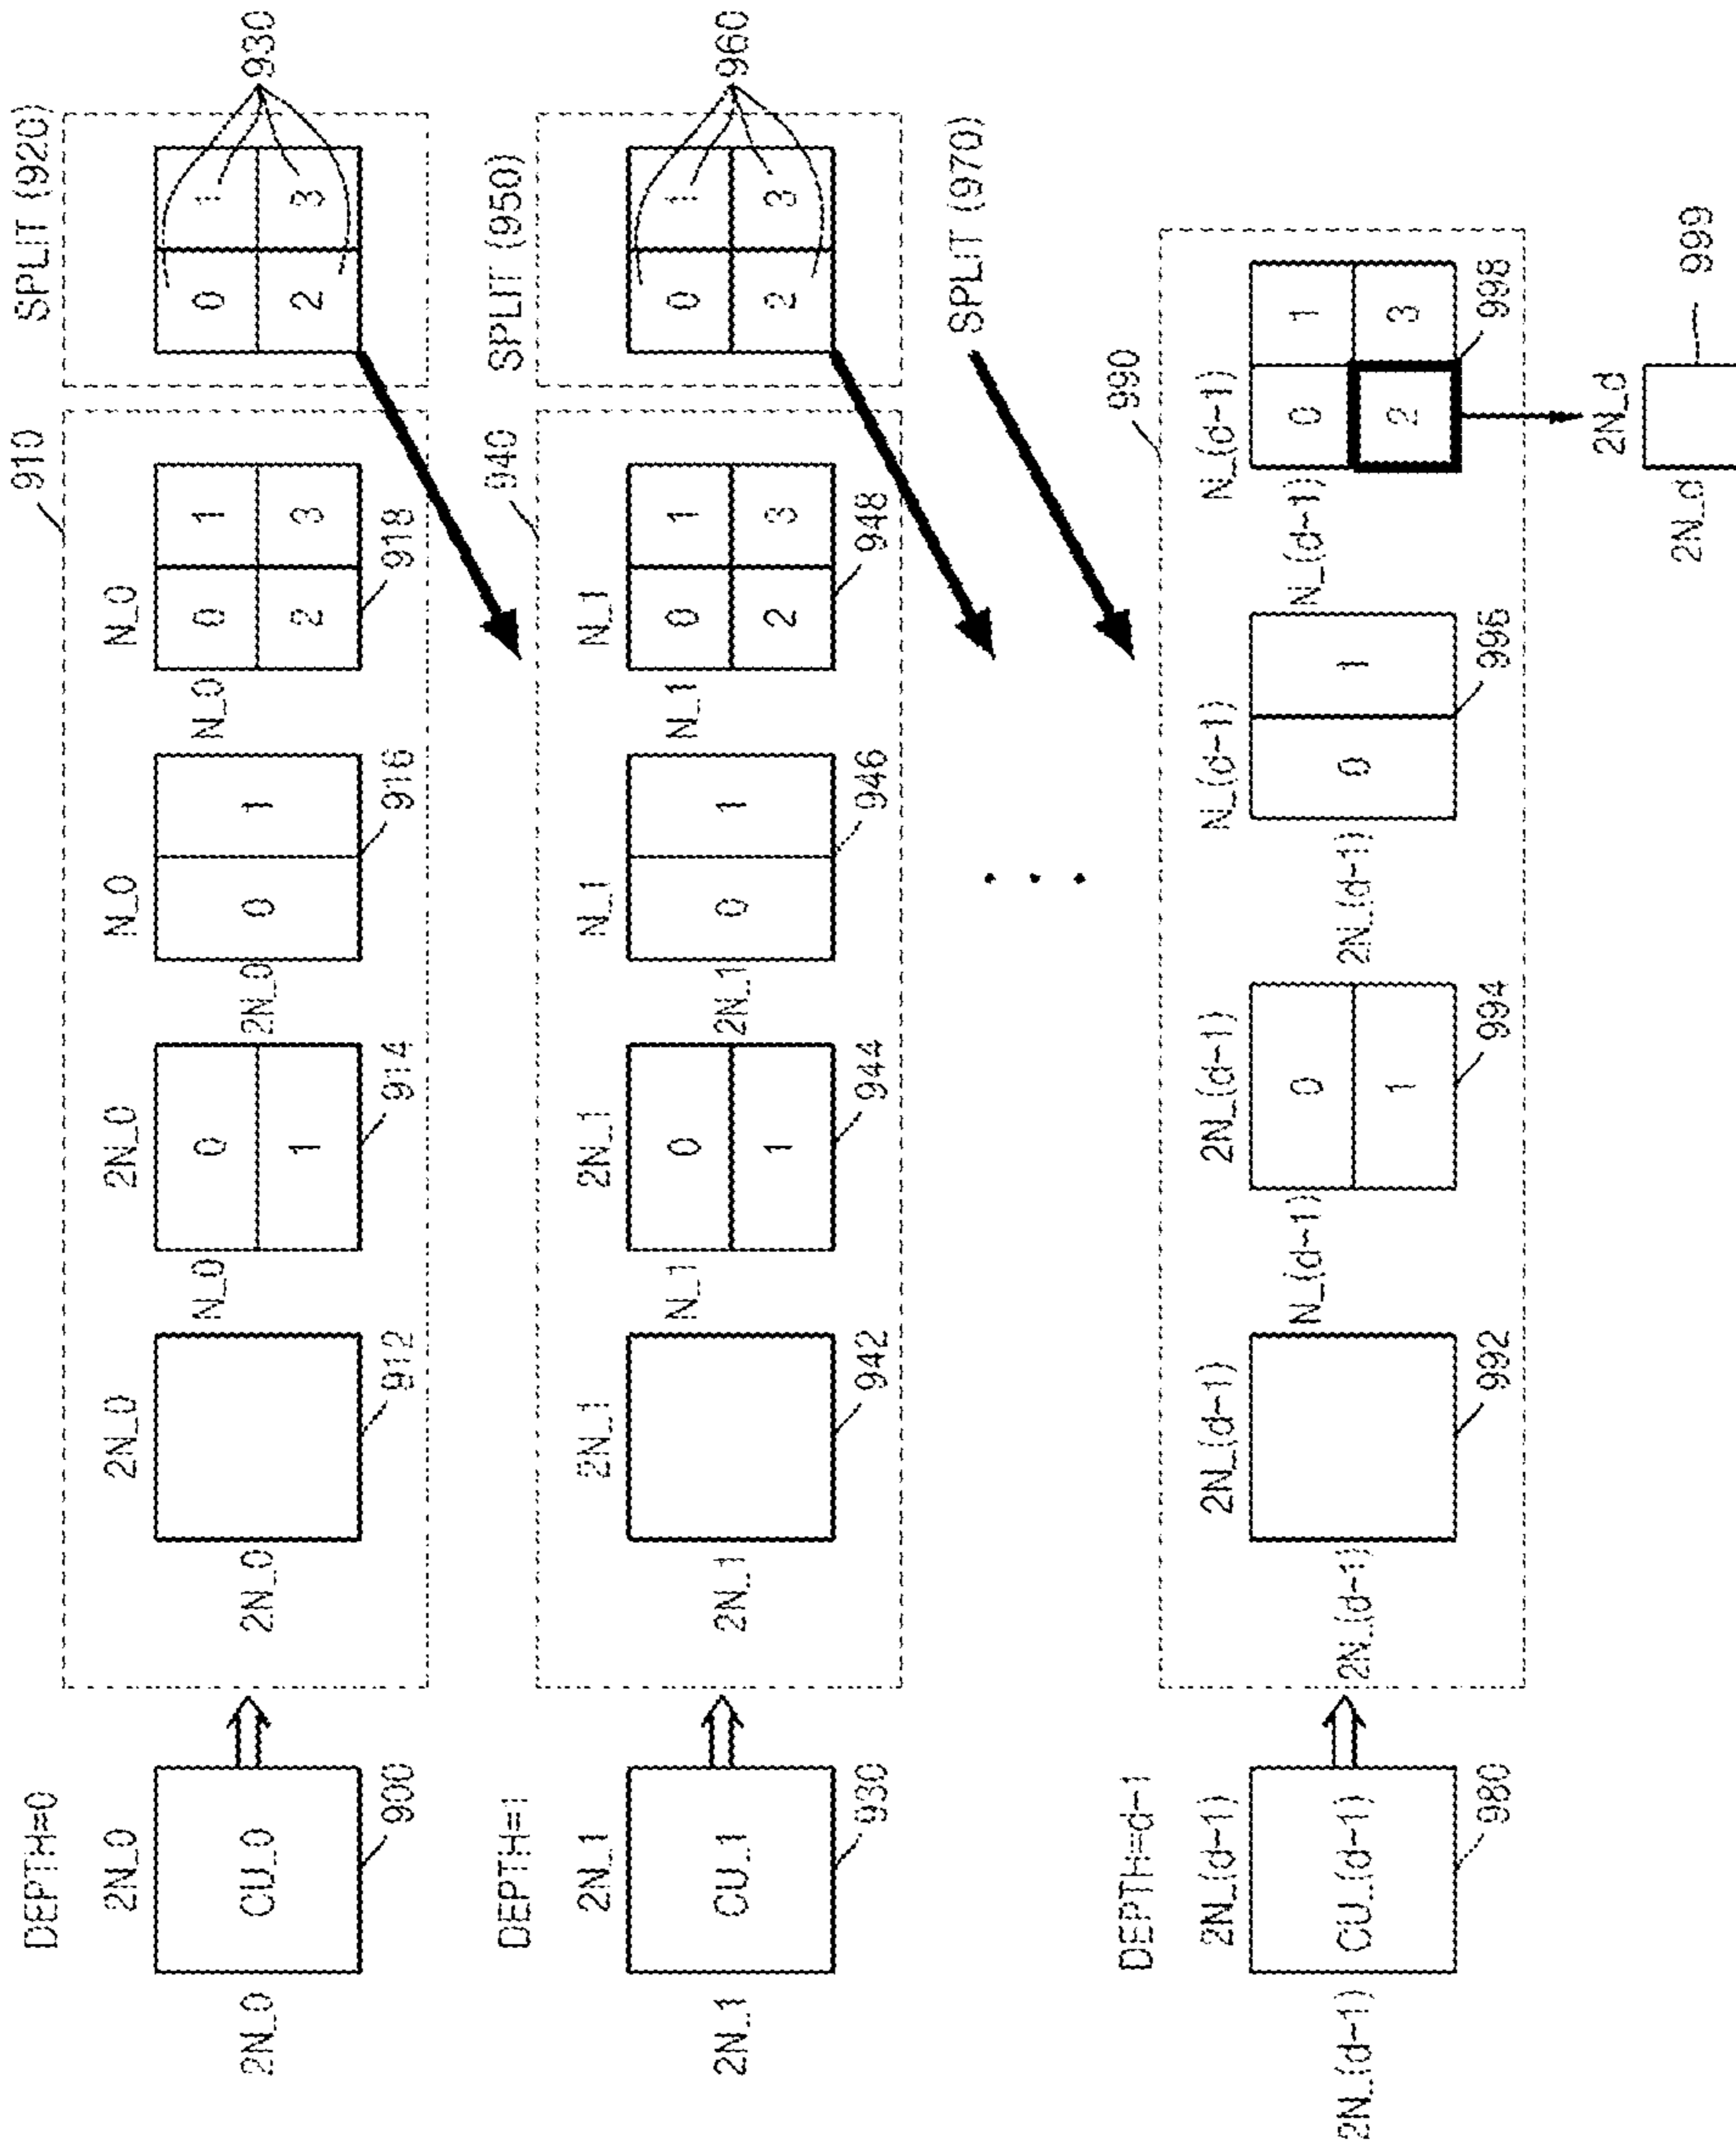 DEPTH=0
2N_0
2N_0
CU_0
900
910
2N_0
2N_0
912
2N_0
N_0
0
1
914
N_0
2N_0
0
1
916
N_0
N_0
0
1
2
3
918
SPLIT (920)
0
1
2
3
930
DEPTH=1
2N_1
2N_1
CU_1
930
940
2N_1
2N_1
942
2N_1
N_1
0
1
944
N_1
2N_1
0
1
946
N_1
N_1
0
1
2
3
948
SPLIT (950)
0
1
2
3
960
SPLIT (970)
DEPTH=d-1
2N_(d-1)
2N_(d-1)
CU_(d-1)
980
990
2N_(d-1)
2N_(d-1)
992
2N_(d-1)
N_(d-1)
0
1
994
N_(d-1)
2N_(d-1)
0
1
996
N_(d-1)
N_(d-1)
0
1
2
3
998
2N_d
2N_d
999